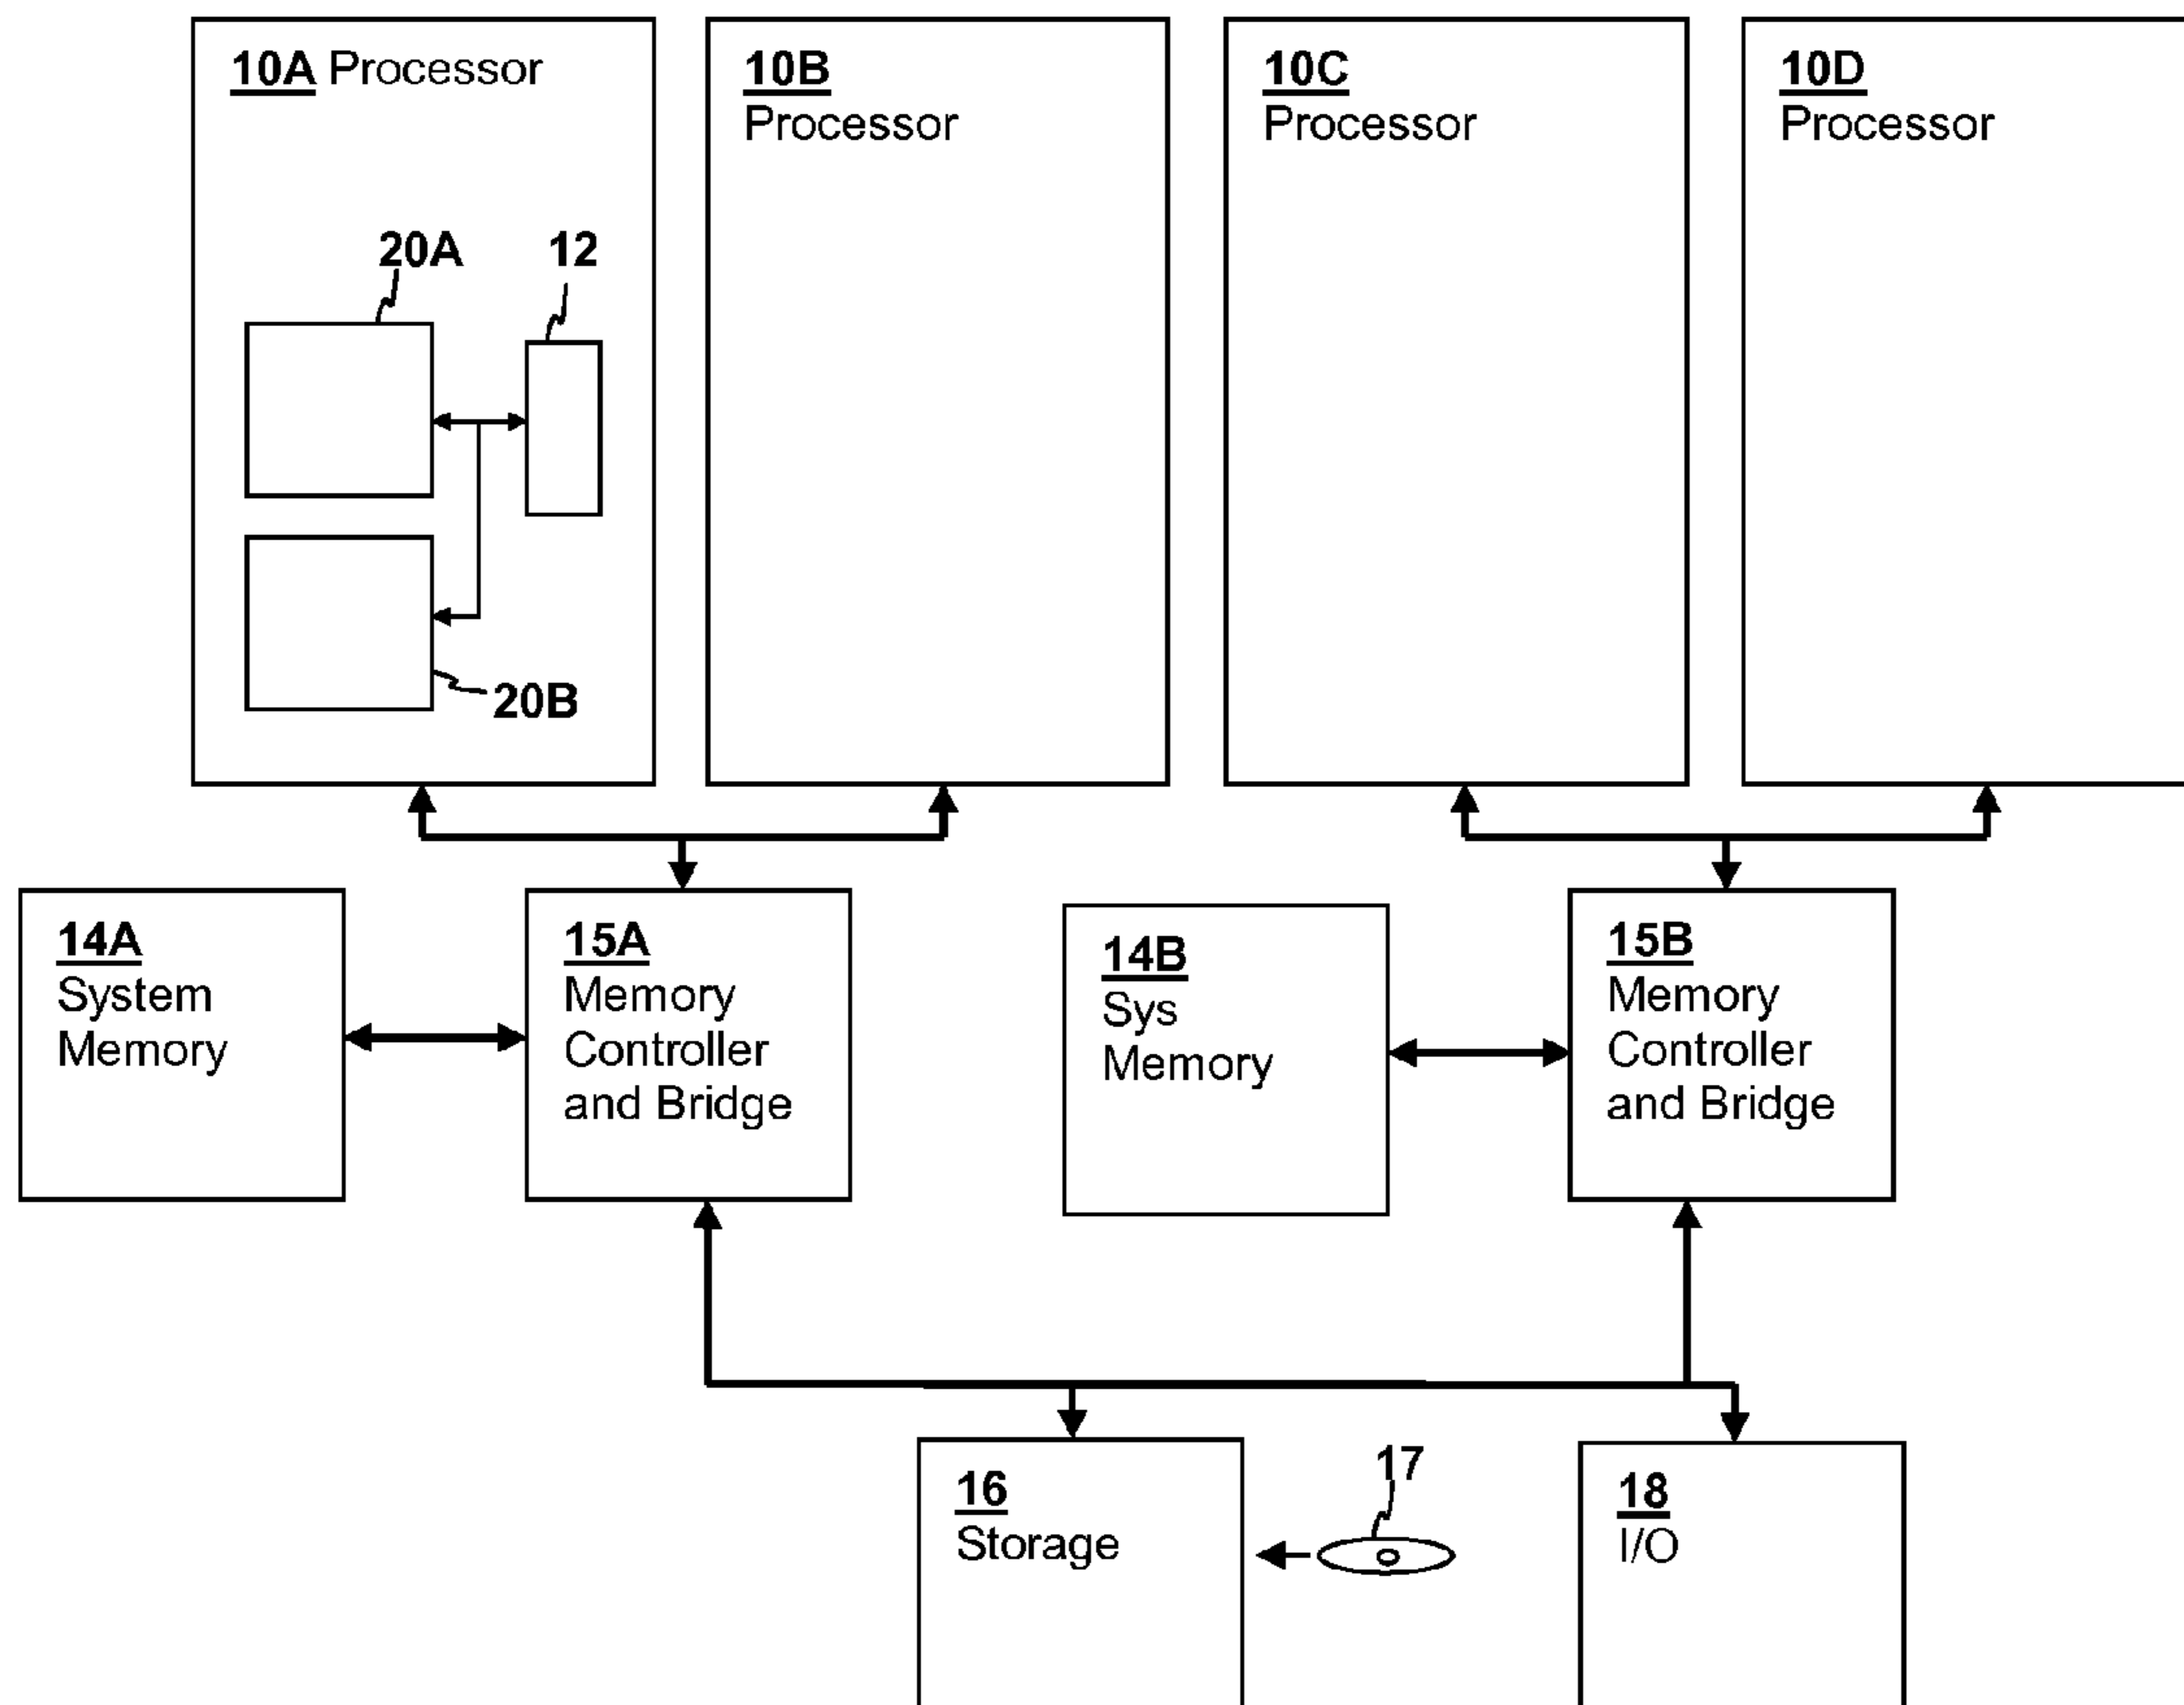 10A Processor
10B
Processor
10C
Processor
10D
Processor
20A
12
20B
14A
System
Memory
15A
Memory
Controller
and Bridge
14B
Sys
Memory
15B
Memory
Controller
and Bridge
16
Storage
17
18
I/O